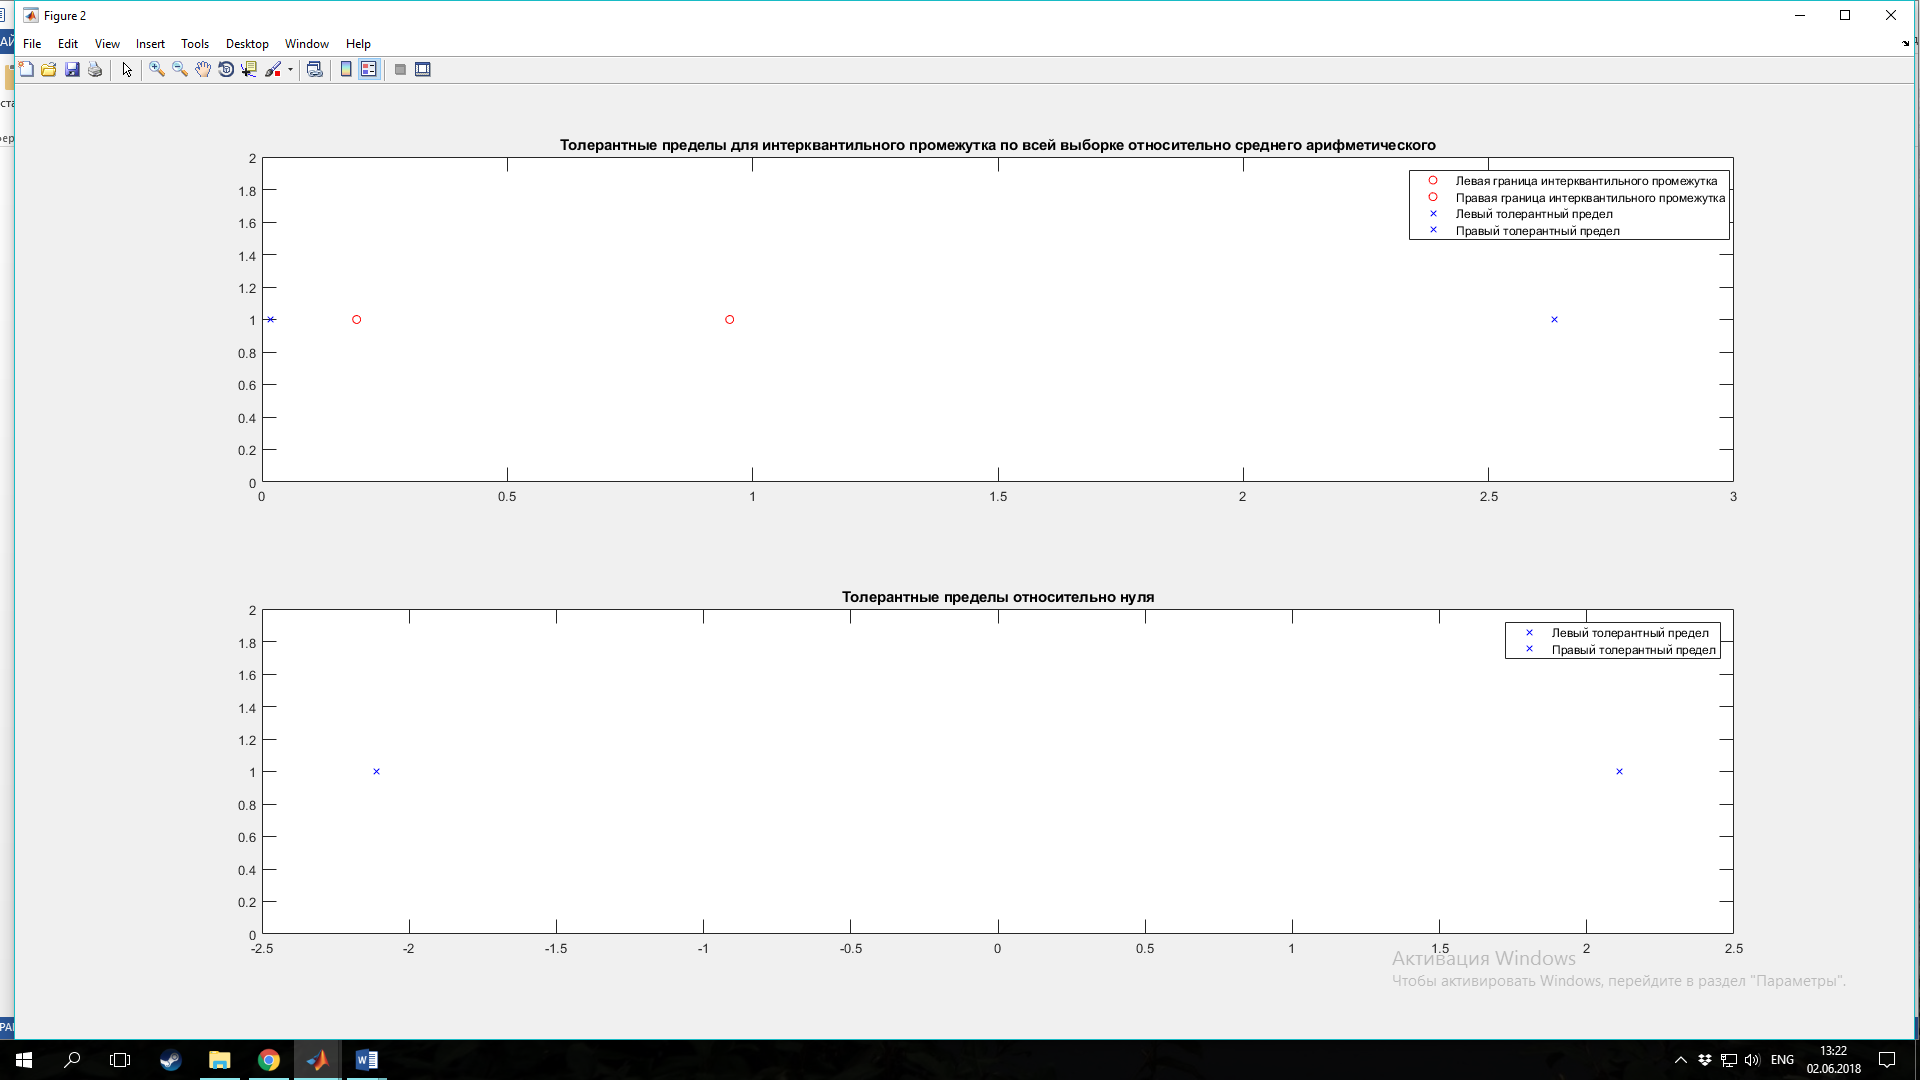 Figure 2
File Edit View Insert Tools Desktop Window Help
Толерантные пределы для интерквантильного промежутка по всей выборке относительно среднего арифметического
2
1.8
1.6
1.4
1.2
1
0.8
0.6
0.4
0.2
0
0 0.5 1 1.5 2 2.5 3
Левая граница интерквантильного промежутка
Правая граница интерквантильного промежутка
Левый толерантный предел
Правый толерантный предел
Толерантные пределы относительно нуля
2
1.8
1.6
1.4
1.2
1
0.8
0.6
0.4
0.2
0
-2.5 -2 -1.5 -1 -0.5 0 0.5 1 1.5 2 2.5
Левый толерантный предел
Правый толерантный предел
Активация Windows
Чтобы активировать Windows, перейдите в раздел "Параметры".
ENG
13:22
02.06.2018